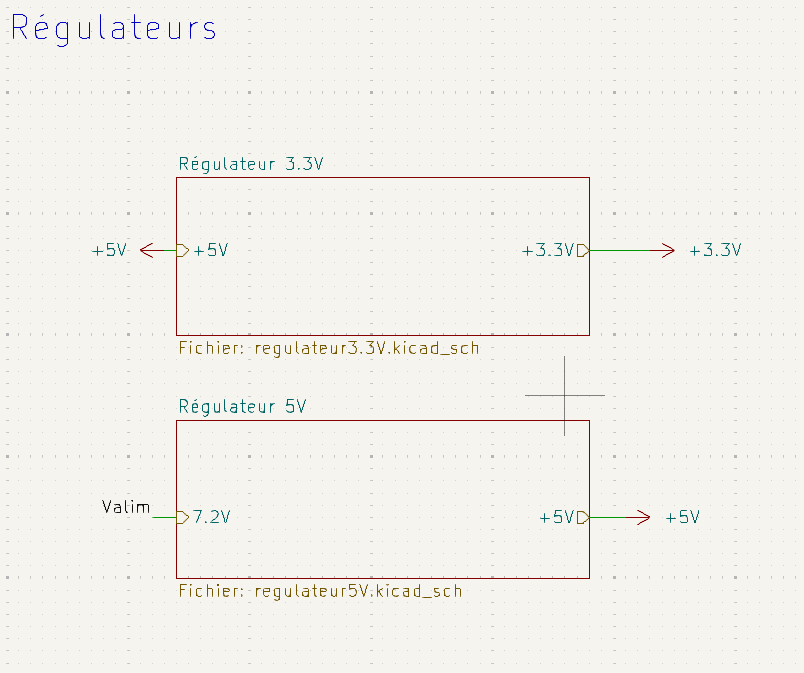 Régulateurs
Régulateur 3.3V
+5V +5V +3.3V +3.3V
Fichier: regulateur3.3V.kicad_sch
Régulateur 5V
Valim
7.2V +5V +5V
Fichier: regulateur5V.kicad_sch